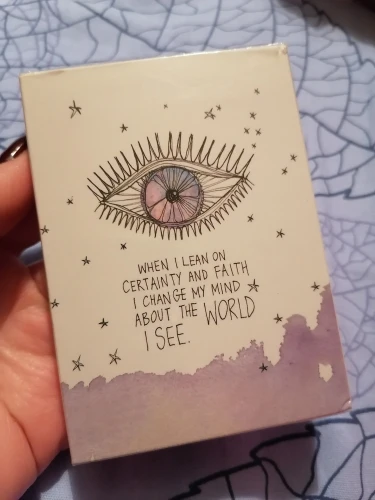 WHEN I LEAN ON
CERTAINTY AND FAITH
I CHANGE MY MIND
ABOUT THE WORLD
I SEE.